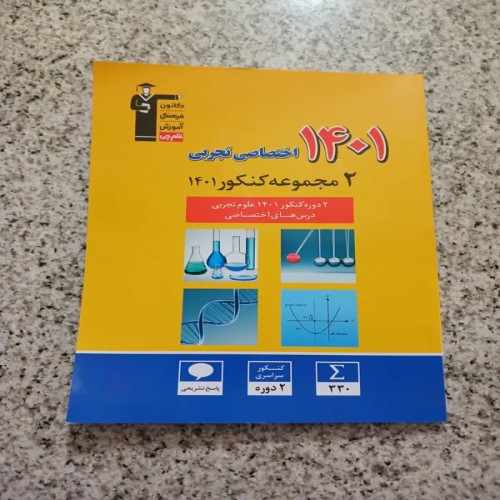 کانون
فرهنگی
آموزش
قلم‌چی
۱۴۰۱
اختصاصی تجربی
۲ مجموعه کنکور ۱۴۰۱
۲ دوره کنکور ۱۴۰۱ علوم تجربی
درس‌های اختصاصی
Σ
۳۳۰
کنکور
سراسری
۲ دوره
پاسخ تشریحی